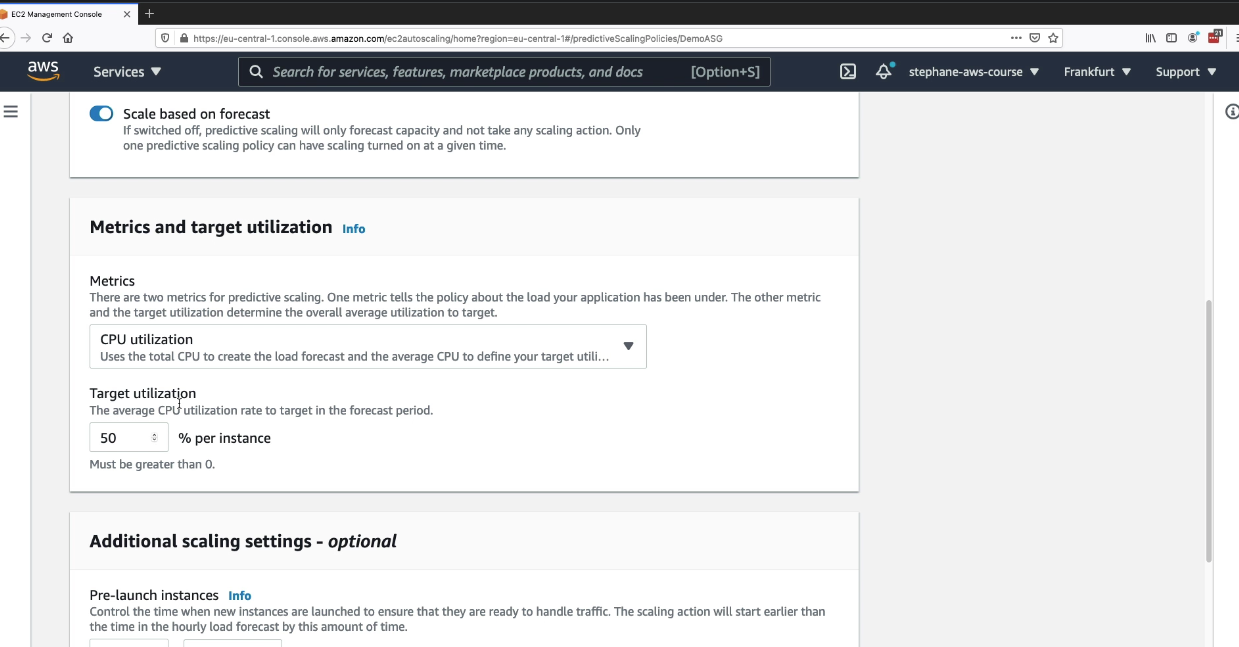 EC2 Management Console
https://eu-central-1.console.aws.amazon.com/ec2autoscaling/home?region=eu-central-1#/predictiveScalingPolicies/DemoASG
21
aws
Services
Search for services, features, marketplace products, and docs
[Option+S]
stephane-aws-course
Frankfurt
Support
Scale based on forecast
If switched off, predictive scaling will only forecast capacity and not take any scaling action. Only
one predictive scaling policy can have scaling turned on at a given time.
Metrics and target utilization Info
Metrics
There are two metrics for predictive scaling. One metric tells the policy about the load your application has been under. The other metric
and the target utilization determine the overall average utilization to target.
CPU utilization
Uses the total CPU to create the load forecast and the average CPU to define your target utili...
Target utilization
The average CPU utilization rate to target in the forecast period.
50 % per instance
Must be greater than 0.
Additional scaling settings - optional
Pre-launch instances Info
Control the time when new instances are launched to ensure that they are ready to handle traffic. The scaling action will start earlier than
the time in the hourly load forecast by this amount of time.